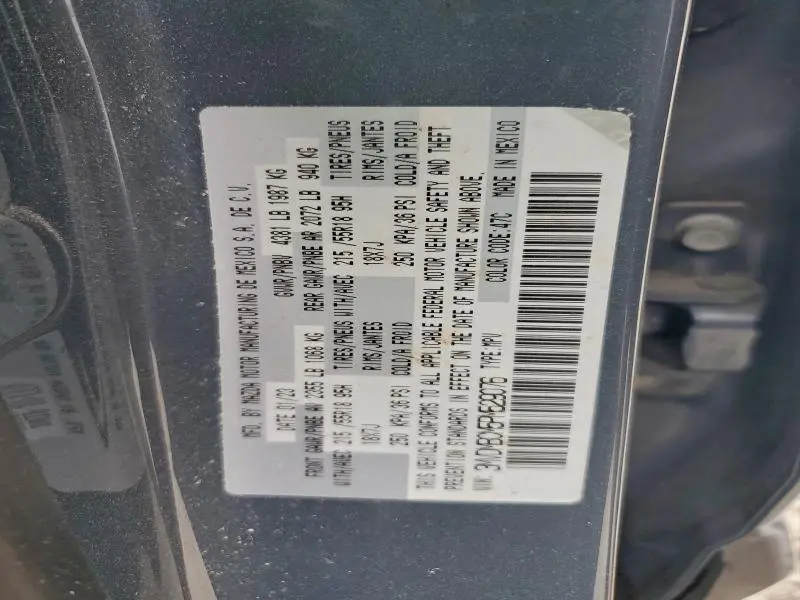 MFG. BY MAZDA MOTOR MANUFACTURING DE MEXICO S.A. DE C.V.
DATE 01/20 GVWR/PNBV 4381 LB 1987 KG
FRONT GAWR/PNBE AV 2355 LB 1068 KG REAR GAWR/PNBE AR 2072 LB 940 KG
WITH/AVEC 215 /55R18 95H TIRES/PNEUS WITH/AVEC 215 /55R18 95H TIRES/PNEUS
18X7J RIMS/JANTES 18X7J RIMS/JANTES
250 KPA/36 PSI COLD/A FROID 250 KPA/36 PSI COLD/A FROID
THIS VEHICLE CONFORMS TO ALL APPLICABLE FEDERAL MOTOR VEHICLE SAFETY AND THEFT
PREVENTION STANDARDS IN EFFECT ON THE DATE OF MANUFACTURE SHOWN ABOVE.
VIN: TYPE:MPV COLOR CODE:47C MADE IN MEXICO